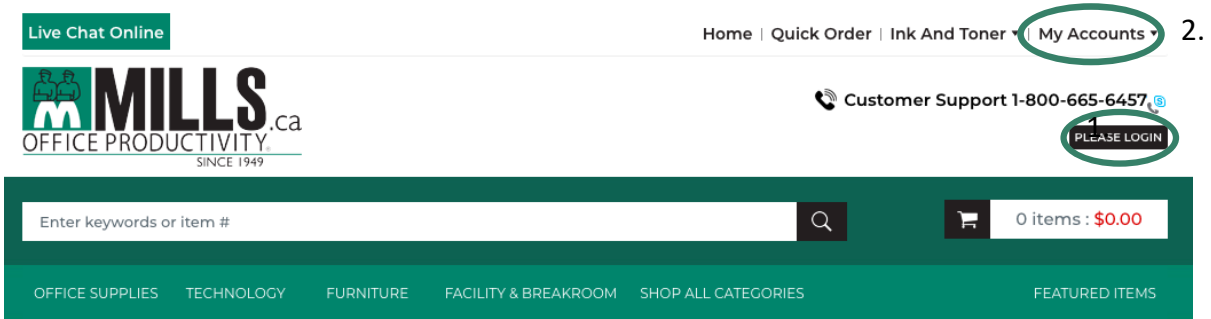 Live Chat Online
Home | Quick Order | Ink And Toner | My Accounts 2.
MILLS.ca
OFFICE PRODUCTIVITY®
SINCE 1949
Customer Support 1-800-665-6457
1
PLEASE LOGIN
Enter keywords or item #
0 items : $0.00
OFFICE SUPPLIES TECHNOLOGY FURNITURE FACILITY & BREAKROOM SHOP ALL CATEGORIES FEATURED ITEMS